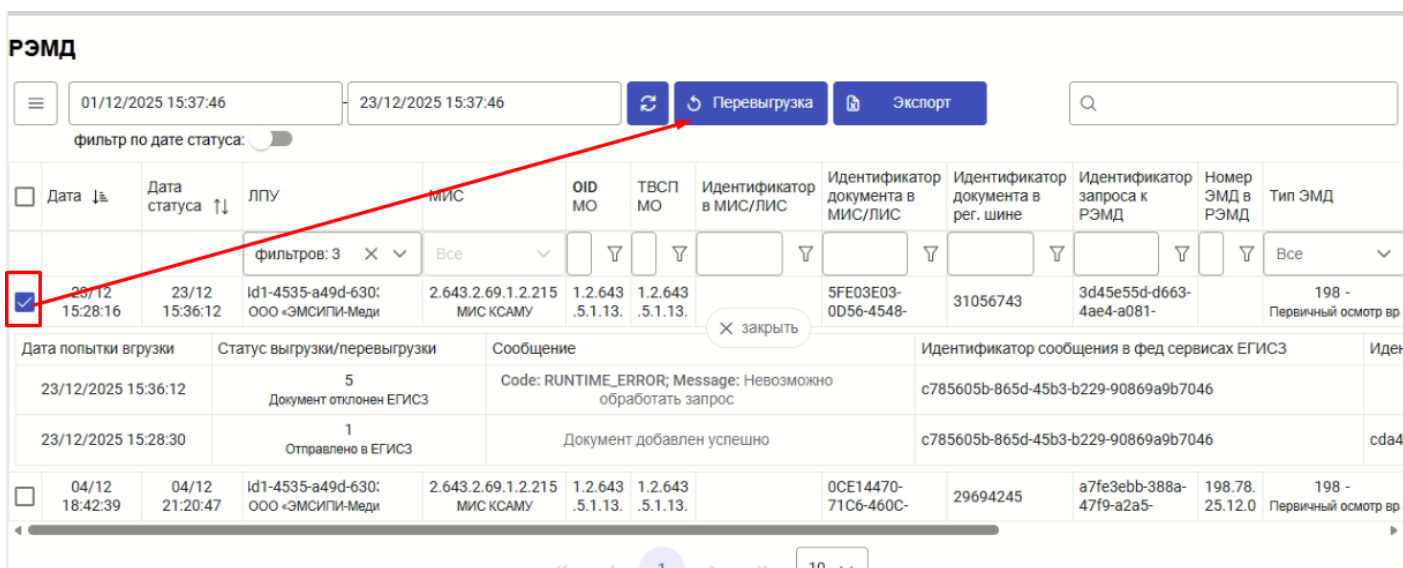 РЭМД
01/12/2025 15:37:46 - 23/12/2025 15:37:46 Перевыгрузка Экспорт
фильтр по дате статуса:
Дата Дата статуса ЛПУ МИС OID МО ТВСП МО Идентификатор в МИС/ЛИС Идентификатор документа в МИС/ЛИС Идентификатор документа в рег. шине Идентификатор запроса к РЭМД Номер ЭМД в РЭМД Тип ЭМД
фильтров: 3 Все Все
23/12 15:28:16 23/12 15:36:12 ООО «ЭМСИПИ-Меди 2.643.2.69.1.2.215 МИС КСАМУ 1.2.643 .5.1.13. 1.2.643 .5.1.13. 5FE03E03-0D56-4548- 31056743 3d45e55d-d663-4ae4-a081- 198 - Первичный осмотр вр
закрыть
Дата попытки вгрузки Статус выгрузки/перевыгрузки Сообщение Идентификатор сообщения в фед сервисах ЕГИСЗ Иден
23/12/2025 15:36:12 5 Документ отклонен ЕГИСЗ Code: RUNTIME_ERROR; Message: Невозможно обработать запрос c785605b-865d-45b3-b229-90869a9b7046
23/12/2025 15:28:30 1 Отправлено в ЕГИСЗ Документ добавлен успешно c785605b-865d-45b3-b229-90869a9b7046 cda4
04/12 18:42:39 04/12 21:20:47 ООО «ЭМСИПИ-Меди 2.643.2.69.1.2.215 МИС КСАМУ 1.2.643 .5.1.13. 1.2.643 .5.1.13. 0CE14470-71C6-460C- 29694245 a7fe3ebb-388a-47f9-a2a5- 198.78. 25.12.0 198 - Первичный осмотр вр
1 10